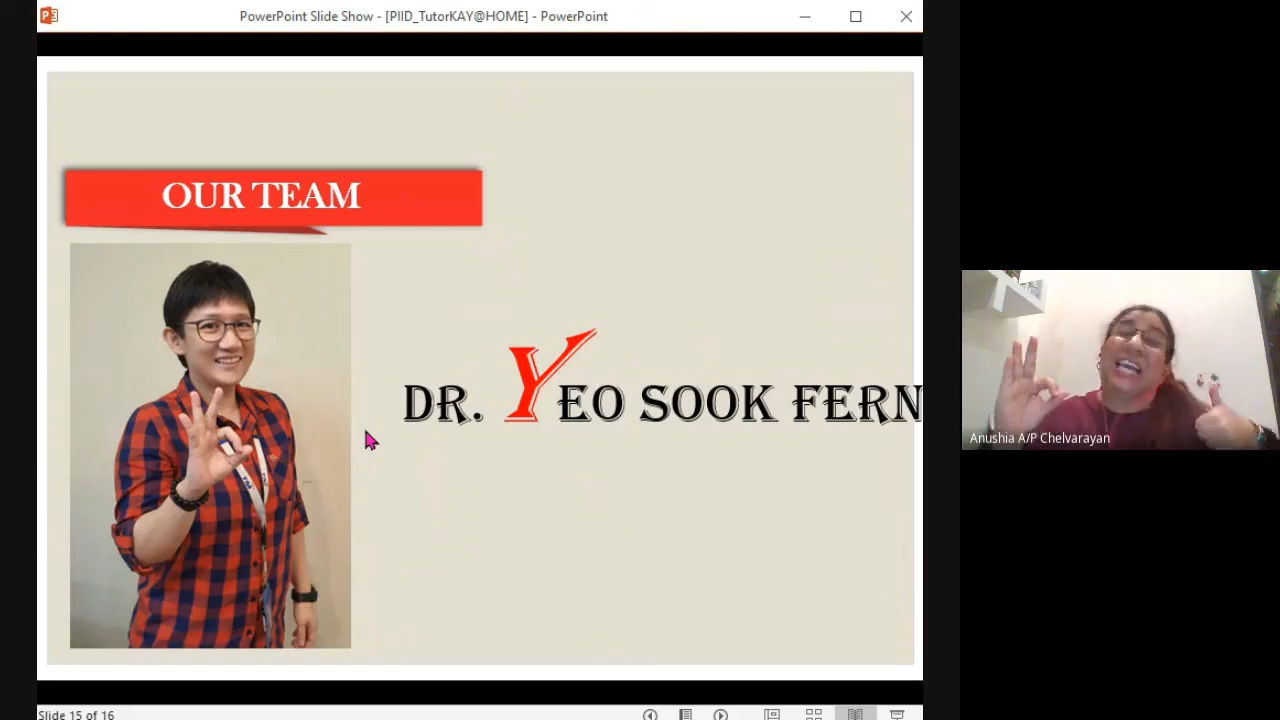 PowerPoint Slide Show - [PIID_TutorKAY@HOME] - PowerPoint
OUR TEAM
DR. YEO SOOK FERN
Anushia A/P Chelvarayan
Slide 15 of 16